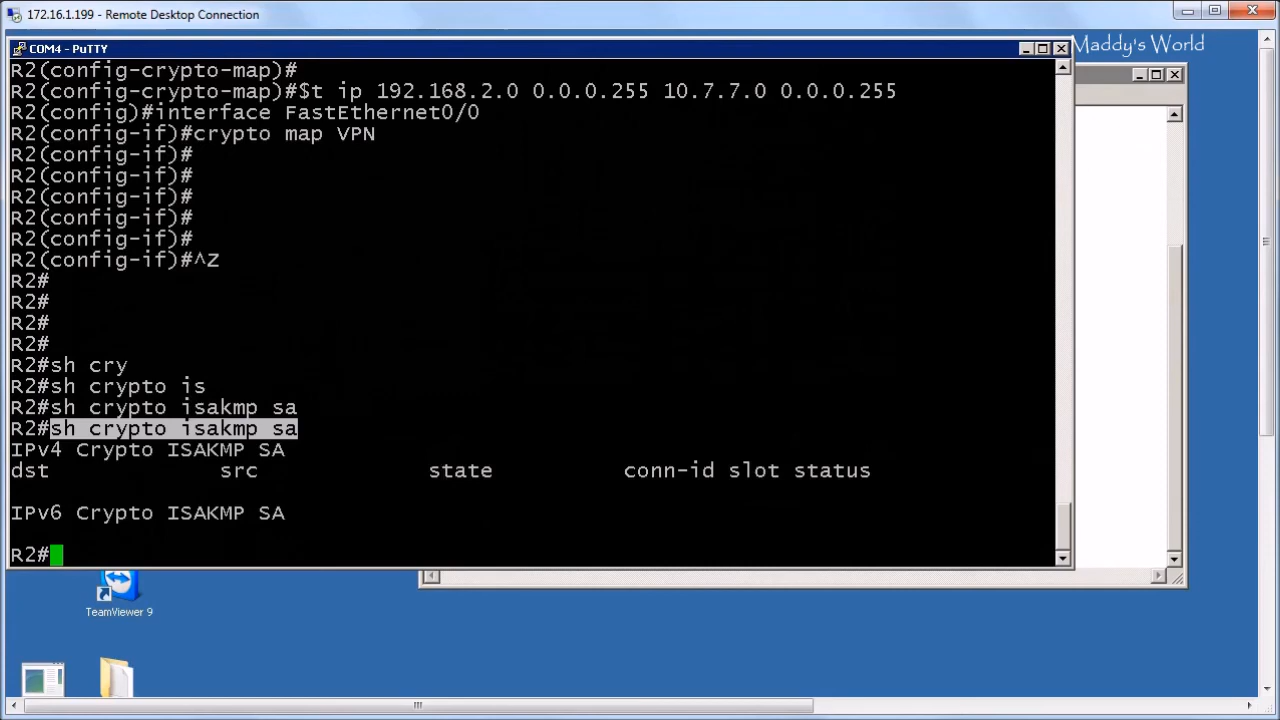 172.16.1.199 - Remote Desktop Connection
Maddy's World
COM4 - PuTTY
R2(config-crypto-map)#
R2(config-crypto-map)#$t ip 192.168.2.0 0.0.0.255 10.7.7.0 0.0.0.255
R2(config)#interface FastEthernet0/0
R2(config-if)#crypto map VPN
R2(config-if)#
R2(config-if)#
R2(config-if)#
R2(config-if)#
R2(config-if)#
R2(config-if)#^Z
R2#
R2#
R2#
R2#
R2#sh cry
R2#sh crypto is
R2#sh crypto isakmp sa
R2#sh crypto isakmp sa
IPv4 Crypto ISAKMP SA
dst src state conn-id slot status
IPv6 Crypto ISAKMP SA
R2#
TeamViewer 9